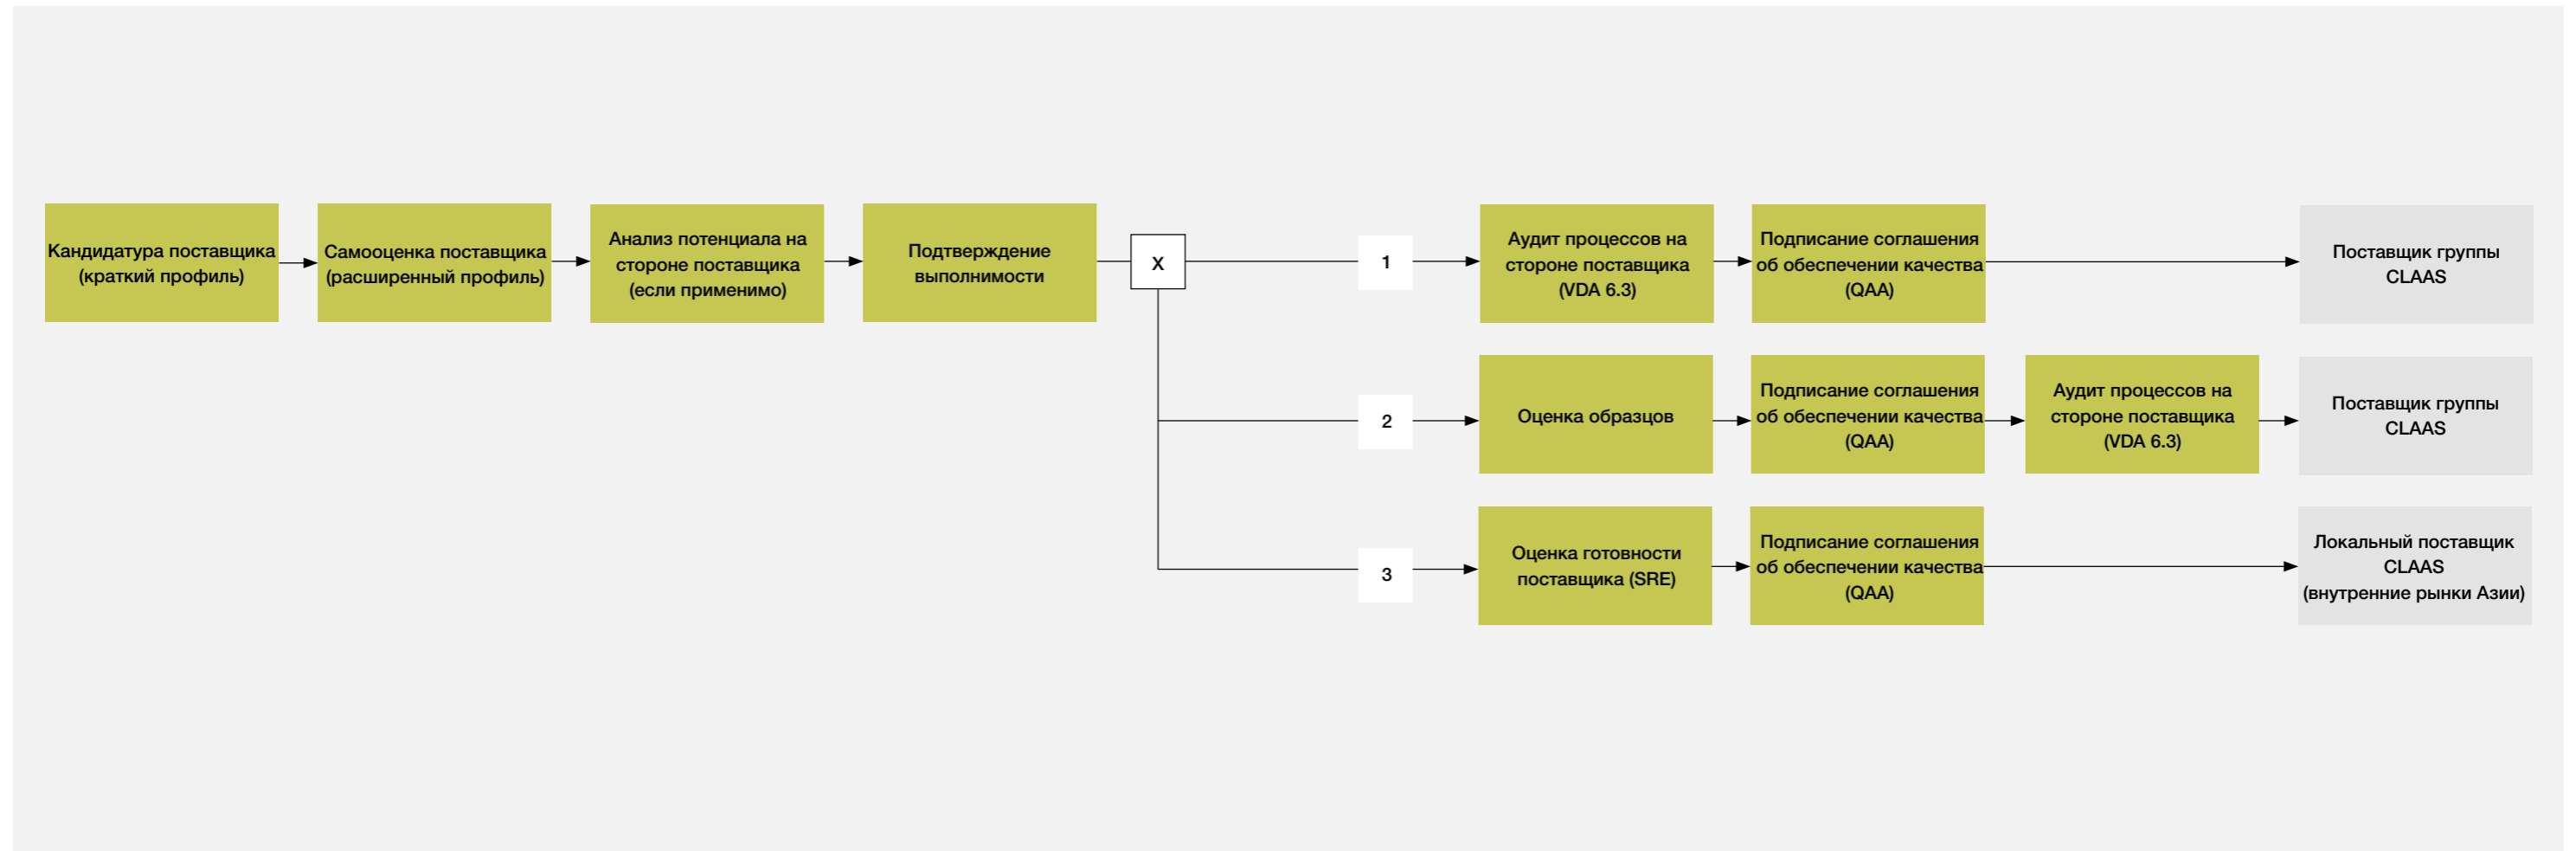 Кандидатура поставщика
(краткий профиль)
Самооценка поставщика
(расширенный профиль)
Анализ потенциала на
стороне поставщика
(если применимо)
Подтверждение
выполнимости
X
1
Аудит процессов на
стороне поставщика
(VDA 6.3)
Подписание соглашения
об обеспечении качества
(QAA)
Поставщик группы
CLAAS
2
Оценка образцов
Подписание соглашения
об обеспечении качества
(QAA)
Аудит процессов на
стороне поставщика
(VDA 6.3)
Поставщик группы
CLAAS
3
Оценка готовности
поставщика (SRE)
Подписание соглашения
об обеспечении качества
(QAA)
Локальный поставщик
CLAAS
(внутренние рынки Азии)